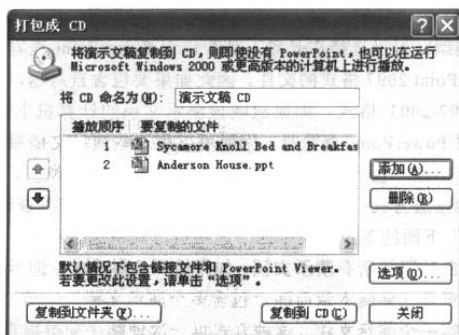 打包成 CD
将演示文稿复制到 CD，则即使没有 PowerPoint，也可以在运行
Microsoft Windows 2000 或更高版本的计算机上进行播放。
将 CD 命名为(N)： 演示文稿 CD
播放顺序 要复制的文件
1 Sycamore Knoll Bed and Breakfas
2 Anderson House.ppt
添加(A)...
删除(R)
默认情况下包含链接文件和 PowerPoint Viewer。
若要更改此设置，请单击“选项”。
选项(O)...
复制到文件夹(F)... 复制到 CD(C) 关闭